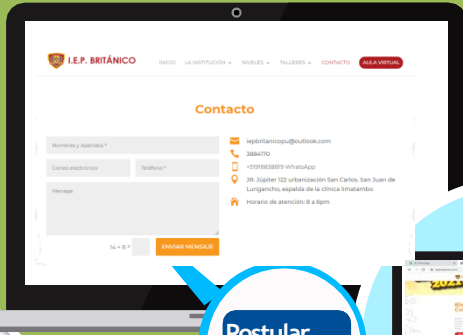 I.E.P. BRITÁNICO
INICIO LA INSTITUCIÓN NIVELES TALLERES CONTACTO AULA VIRTUAL
Contacto
Nombres y Apellidos *
Correo electrónico Teléfono *
Mensaje
14 + 8 =
ENVIAR MENSAJE
iepbritanicopu@outlook.com
3884170
+51918838819 WhatsApp
JR. Júpiter 122 urbanización San Carlos. San Juan de
Lurigancho, espalda de la clínica limatambo
Horario de atención: 8 a 6pm
Postular